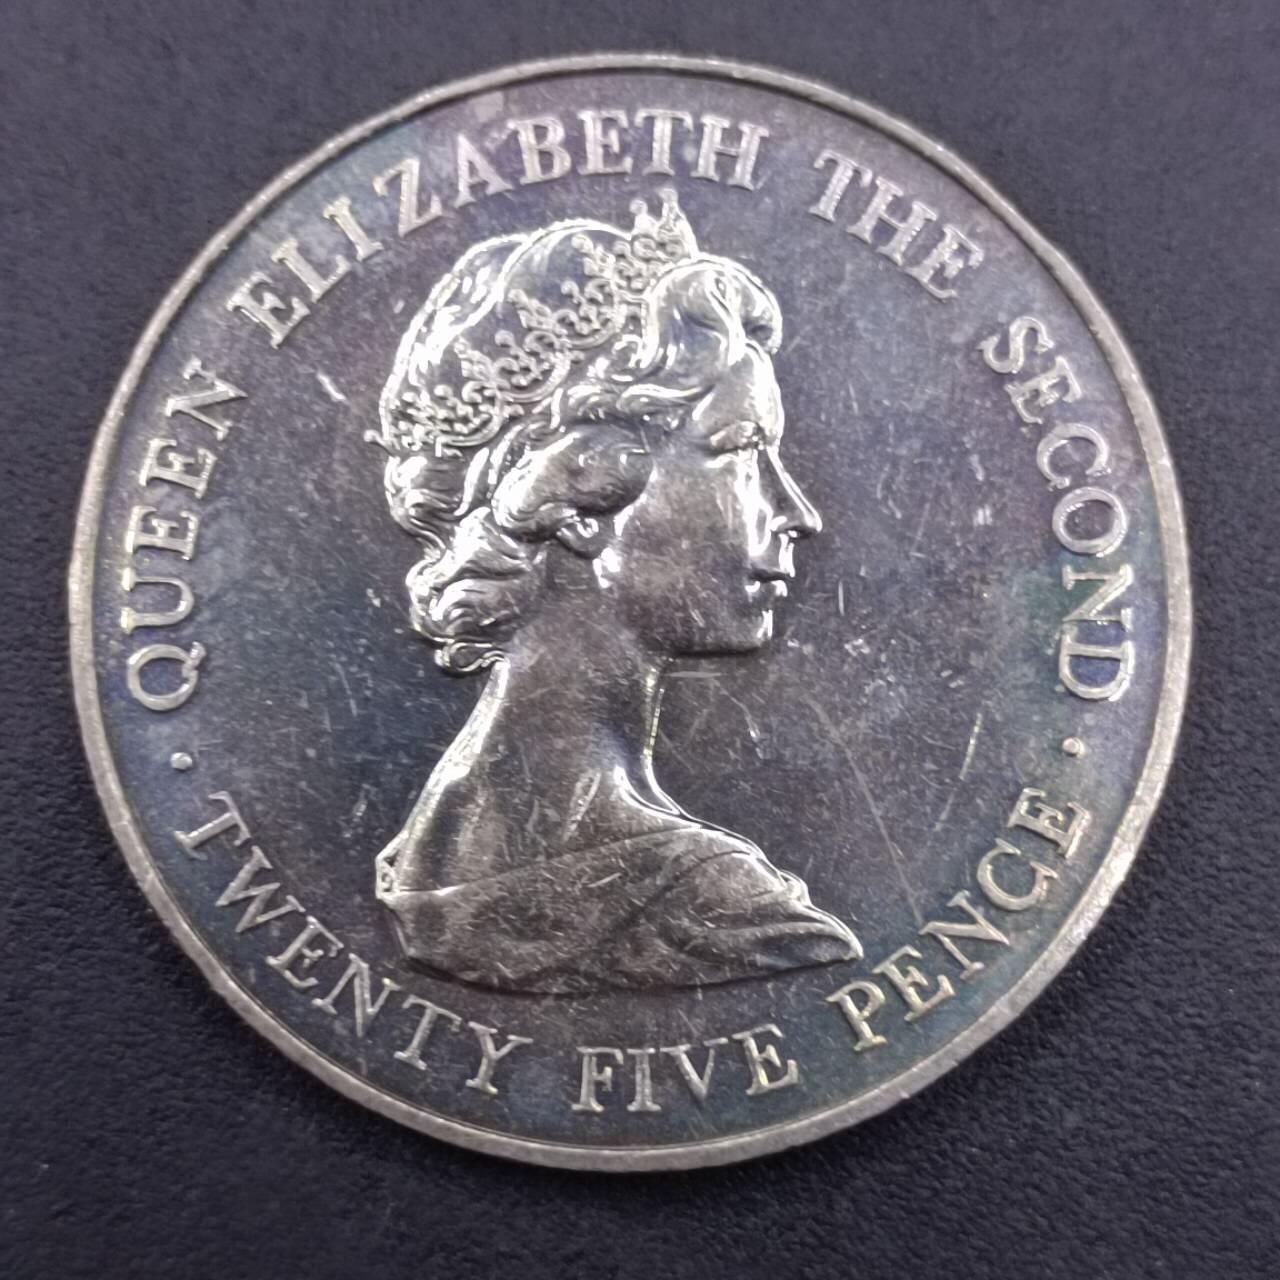 QUEEN ELIZABETH THE SECOND
· TWENTY FIVE PENCE ·